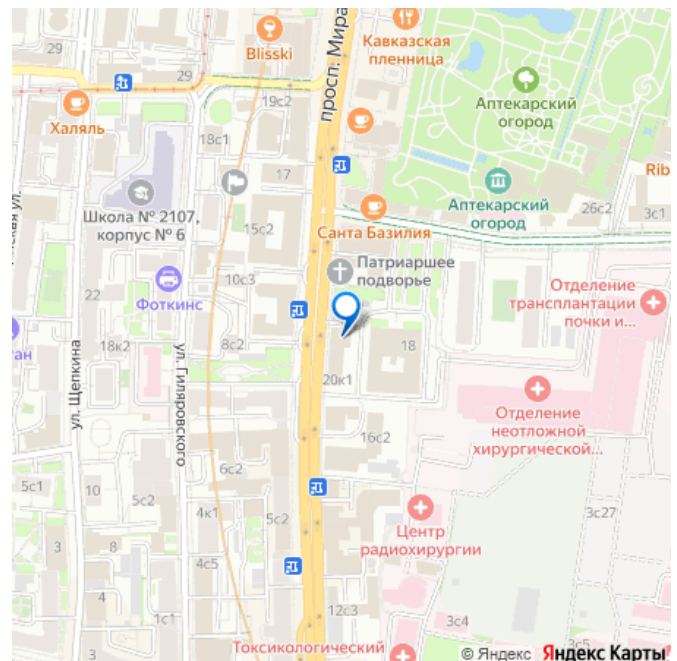 29
29
Blisski
просп. Мира
Кавказская
пленница
Халяль
19с2
18с1
17
Аптекарский
огород
Rib
Школа № 2107,
корпус № 6
15с2
Санта Базилия
Аптекарский
огород
26с2
3с1
Патриаршее
подворье
10с3
Фоткинс
22
Отделение
трансплантации
почки и...
ан
18к2
8с2
18
ул. Щепкина
ул. Гиляровского
20к1
Отделение
неотложной
хирургической...
16с2
6с2
5с1
10
5с2
4к1
5с2
3с27
3
8
4с5
Центр
радиохирургии
4
1с1
12с3
3с4
3с5
Токсикологический
© Яндекс Яндекс Карты